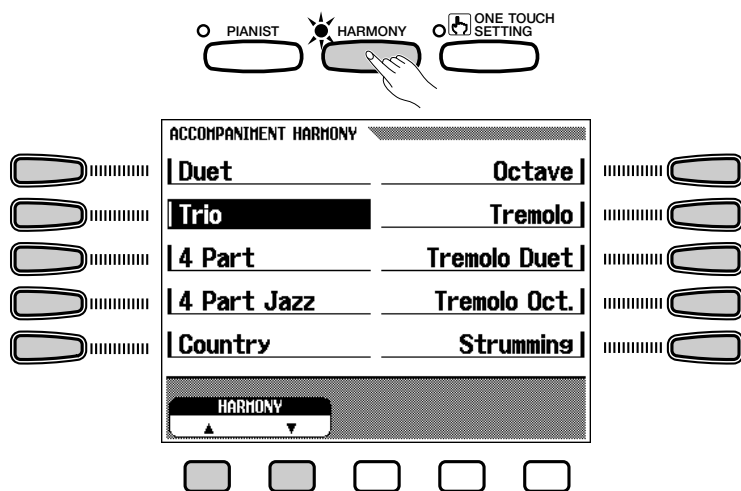 PIANIST
HARMONY
ONE TOUCH
SETTING
ACCOMPANIMENT HARMONY
Duet
Octave
Trio
Tremolo
4 Part
Tremolo Duet
4 Part Jazz
Tremolo Oct.
Country
Strumming
HARMONY
▲ ▼